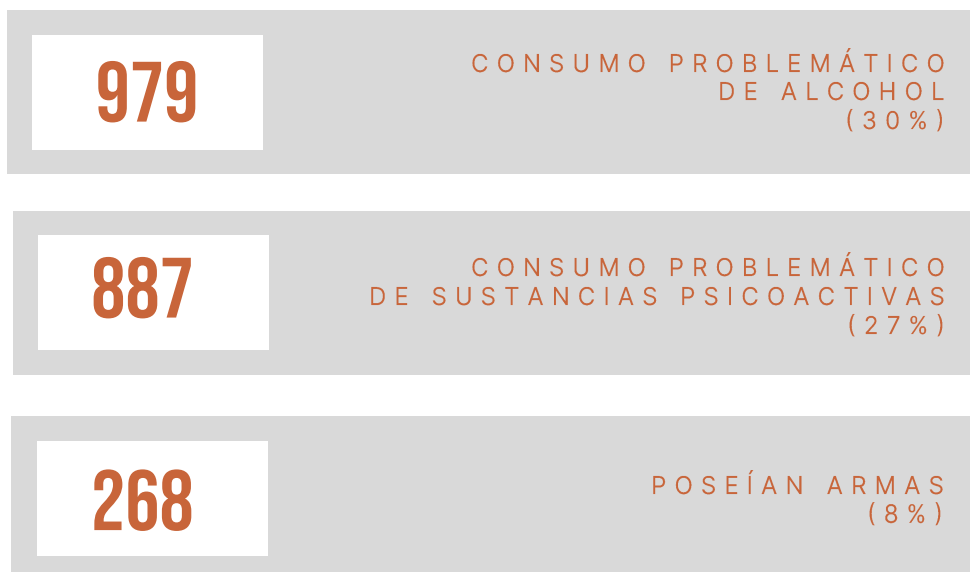 979
CONSUMO PROBLEMÁTICO
DE ALCOHOL
(30%)
887
CONSUMO PROBLEMÁTICO
DE SUSTANCIAS PSICOACTIVAS
(27%)
268
POSEÍAN ARMAS
(8%)